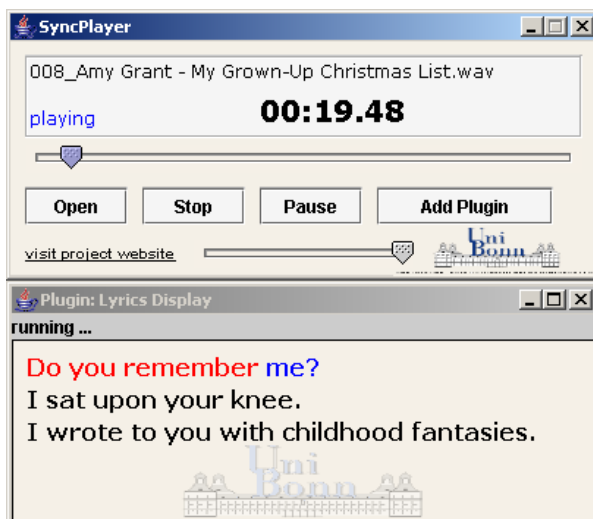 SyncPlayer
008_Amy Grant - My Grown-Up Christmas List.wav
playing 00:19.48
Open Stop Pause Add Plugin
visit project website
Uni
Bonn
Plugin: Lyrics Display
running ...
Do you remember me?
I sat upon your knee.
I wrote to you with childhood fantasies.
Uni
Bonn